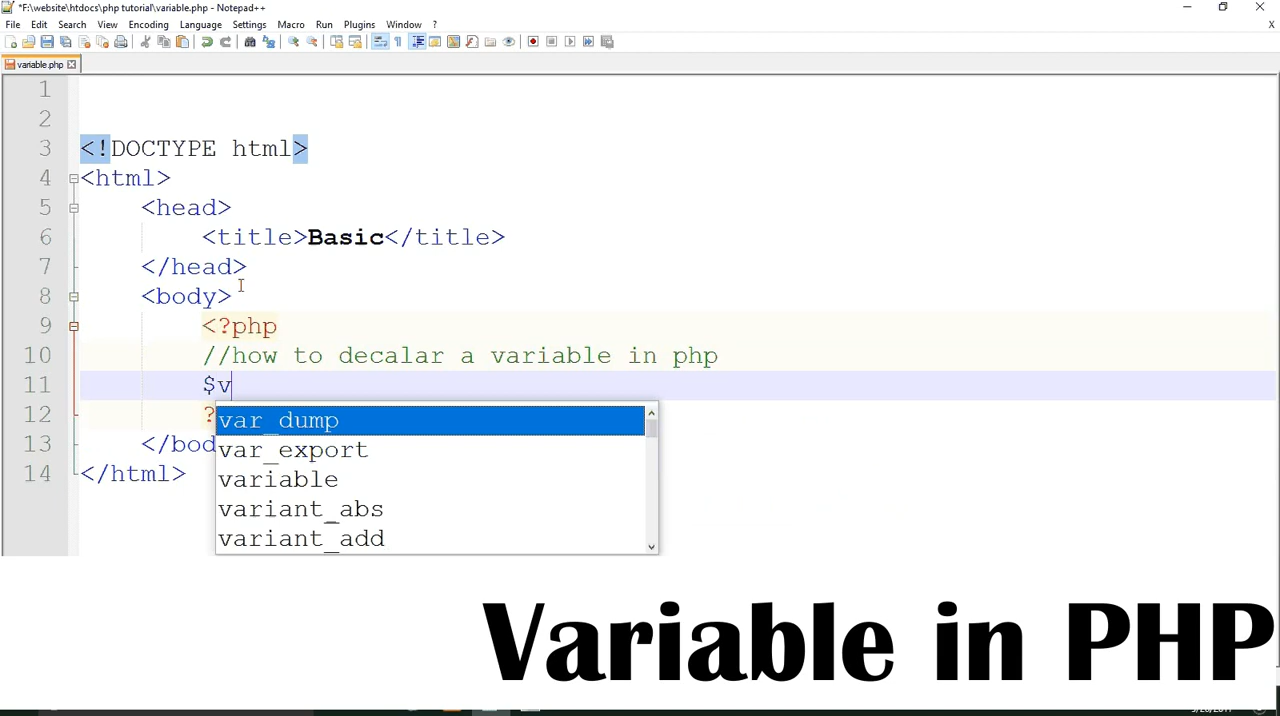 *F:\website\htdocs\php tutorial\variable.php - Notepad++
File Edit Search View Encoding Language Settings Macro Run Plugins Window ?
X
variable.php
1
2
3 <!DOCTYPE html>
4 <html>
5 <head>
6 <title>Basic</title>
7 </head>
8 <body>
9 <?php
10 //how to decalar a variable in php
11 $v
12 ?
13 </bod
14 </html>
var_dump
var_export
variable
variant_abs
variant_add
Variable in PHP